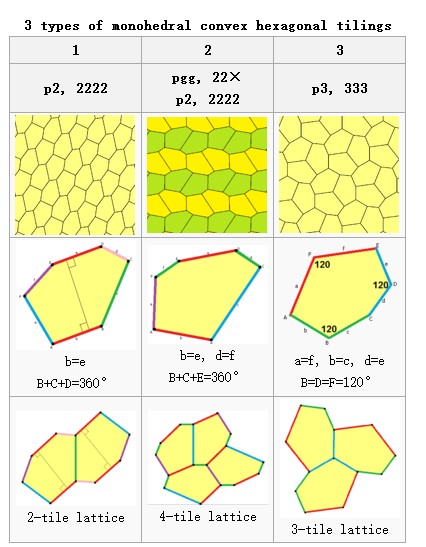 3 types of monohedral convex hexagonal tilings
1 2 3
p2, 2222
pgg, 22×
p2, 2222
p3, 333
b=e
B+C+D=360°
b=e, d=f
B+C+E=360°
120
120
120
a=f, b=c, d=e
B=D=F=120°
2-tile lattice
4-tile lattice
3-tile lattice